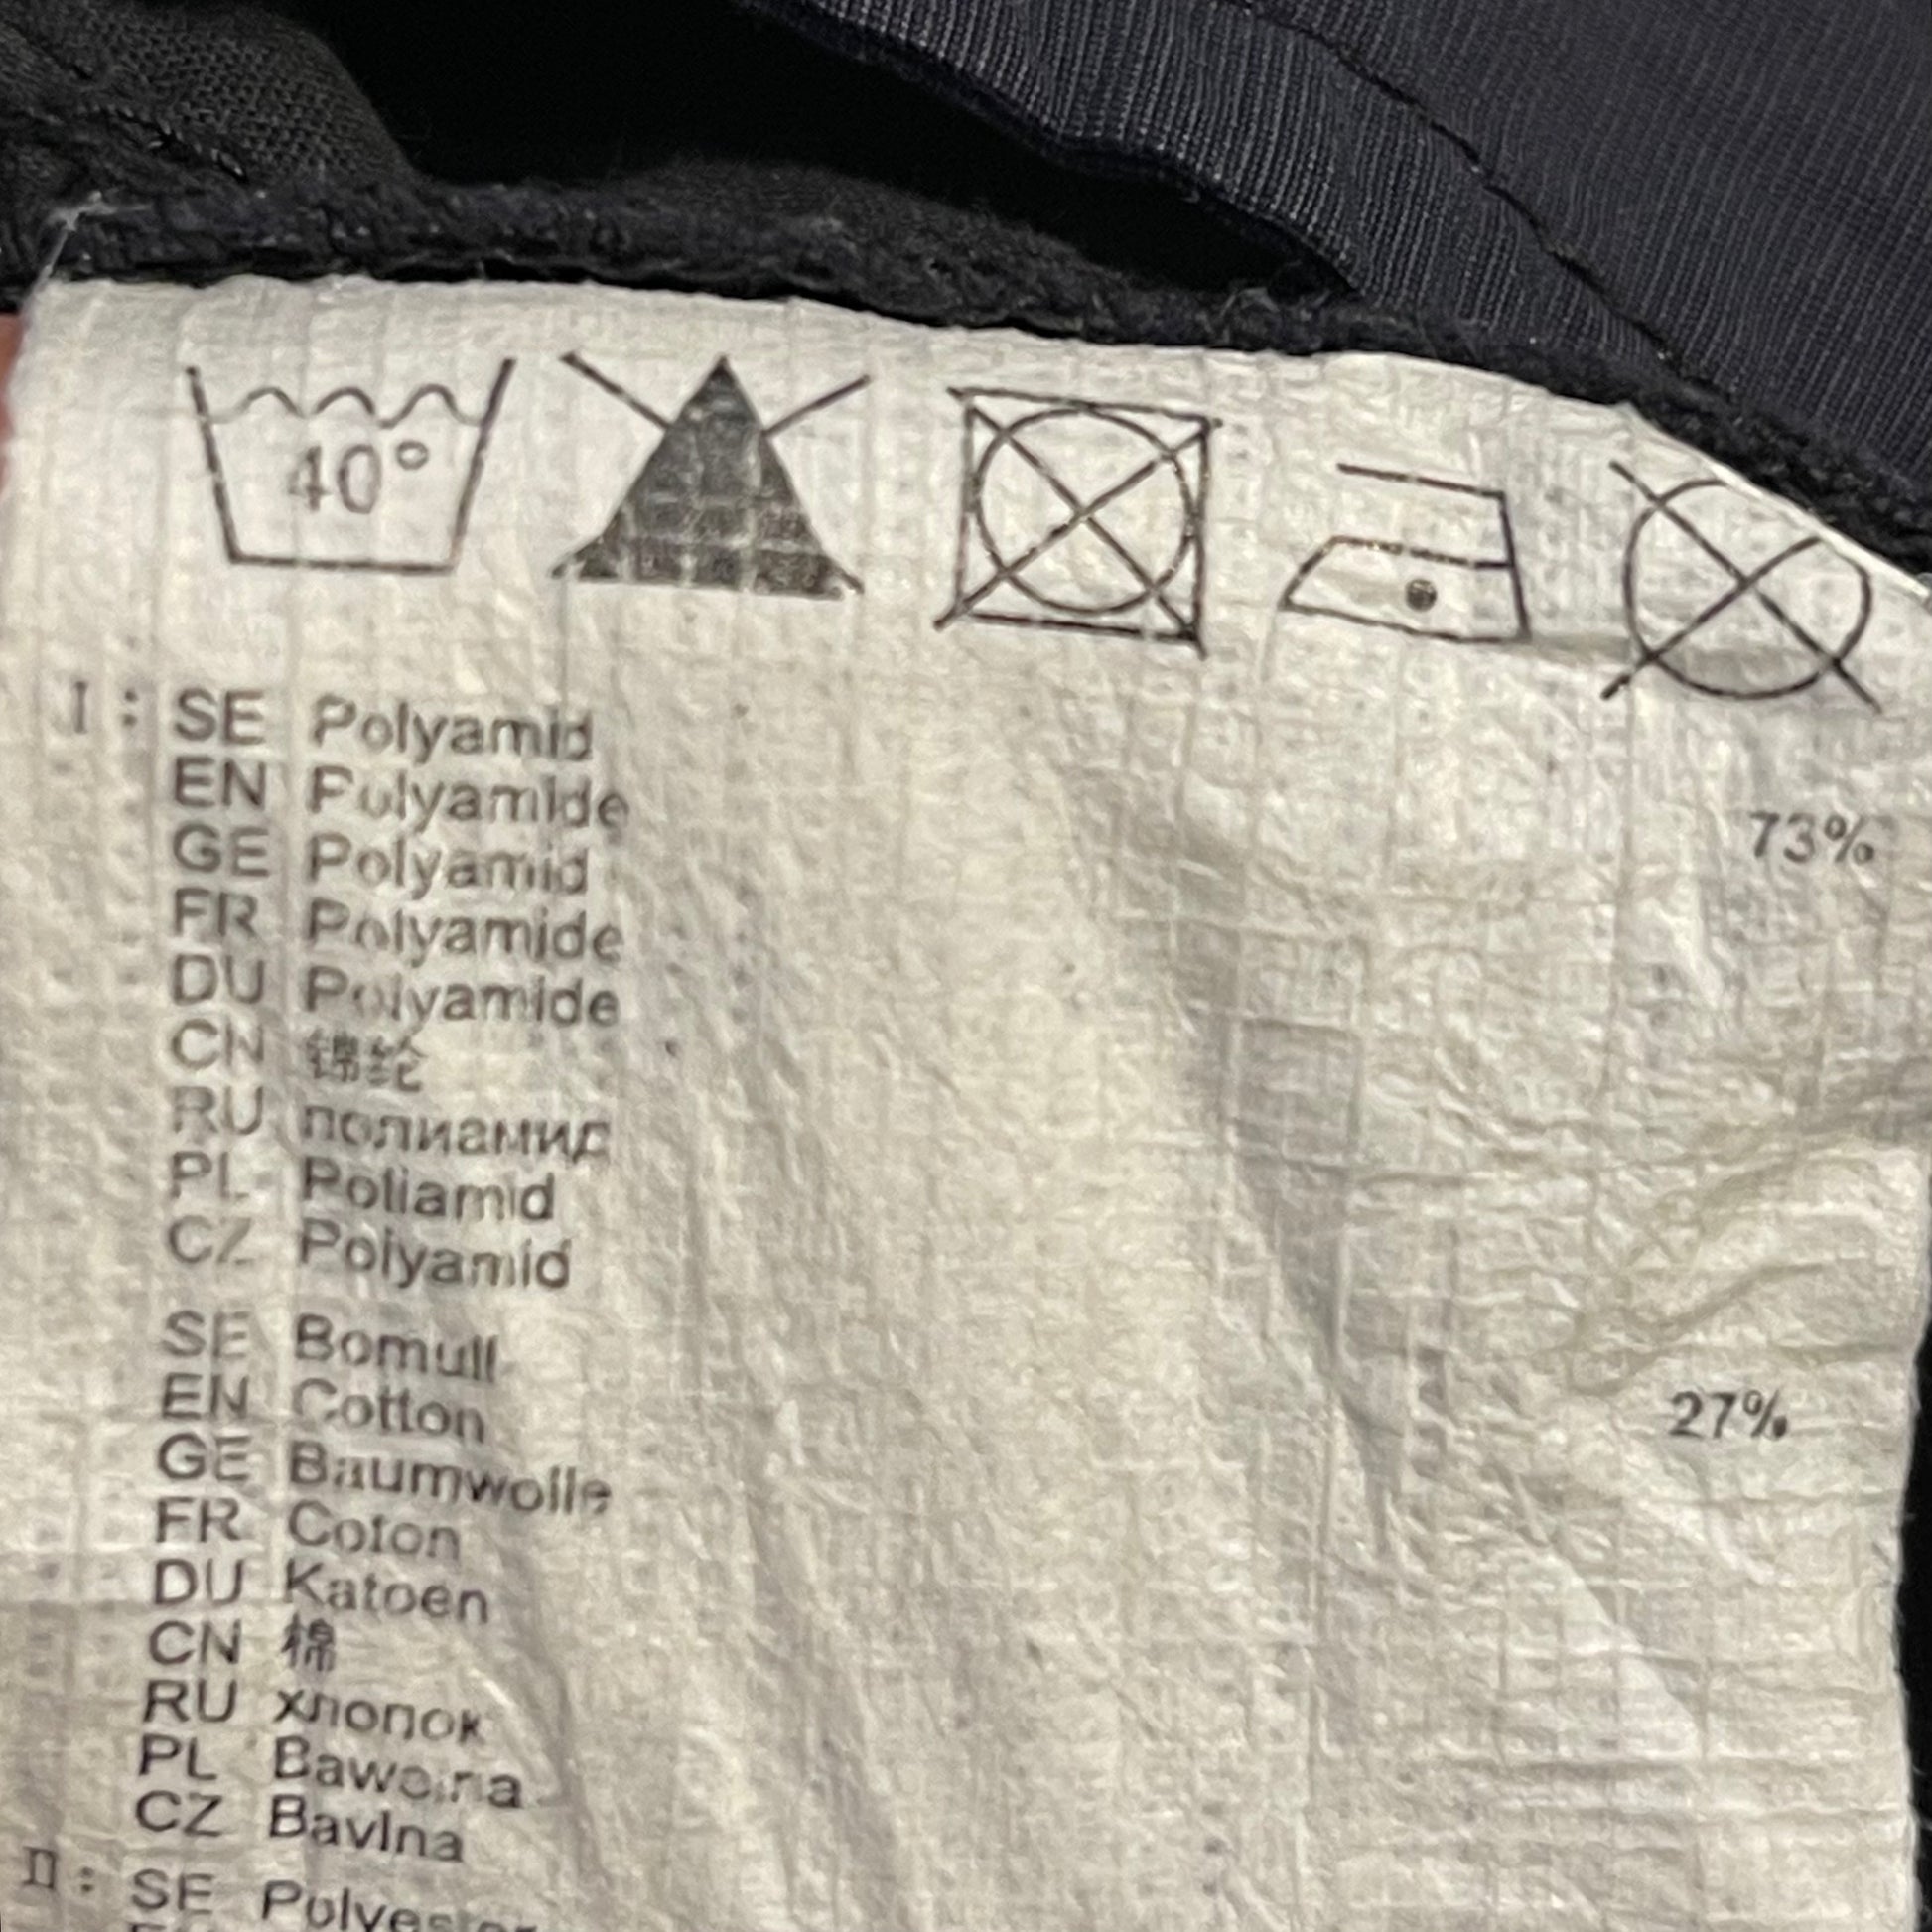 40°
I: SE Polyamid
EN Polyamide
GE Polyamid
73%
FR Polyamide
DU Polyamide
CN 锦纶
RU полиамид
PL Poliamid
CZ Polyamid
SE Bomull
EN Cotton
27%
GE Baumwolle
FR Coton
DU Katoen
CN 棉
RU хлопок
PL Bawełna
CZ Bavlna
II: SE Polyester